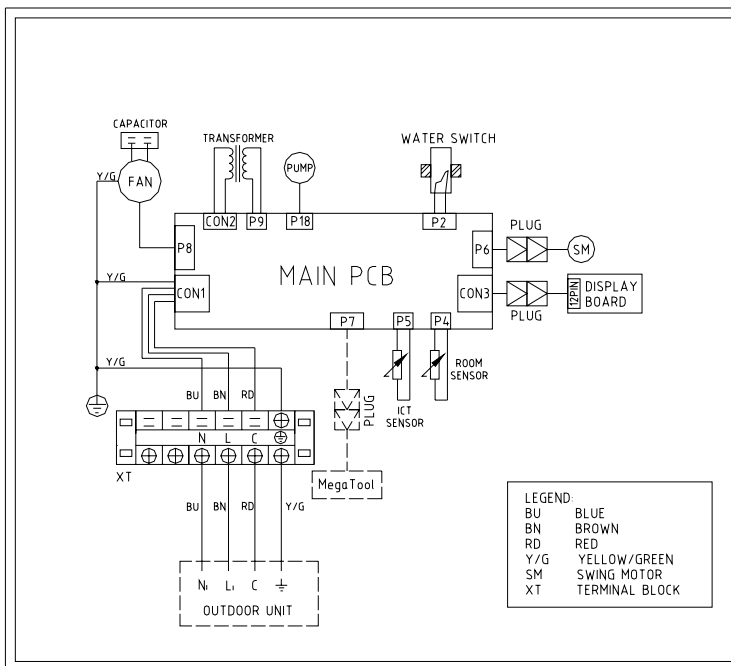 CAPACITOR
TRANSFORMER
WATER SWITCH
Y/G
FAN
PUMP
CON2
P9
P18
P2
PLUG
P8
P6
SM
MAIN PCB
Y/G
CON1
CON3
12PIN
DISPLAY
BOARD
PLUG
P7
P5
P4
Y/G
ROOM
SENSOR
BU
BN
RD
PLUG
ICT
SENSOR
N
L
C
XT
MegaTool
BU
BN
RD
Y/G
N1
L1
C
OUTDOOR UNIT
LEGEND:
BU BLUE
BN BROWN
RD RED
Y/G YELLOW/GREEN
SM SWING MOTOR
XT TERMINAL BLOCK